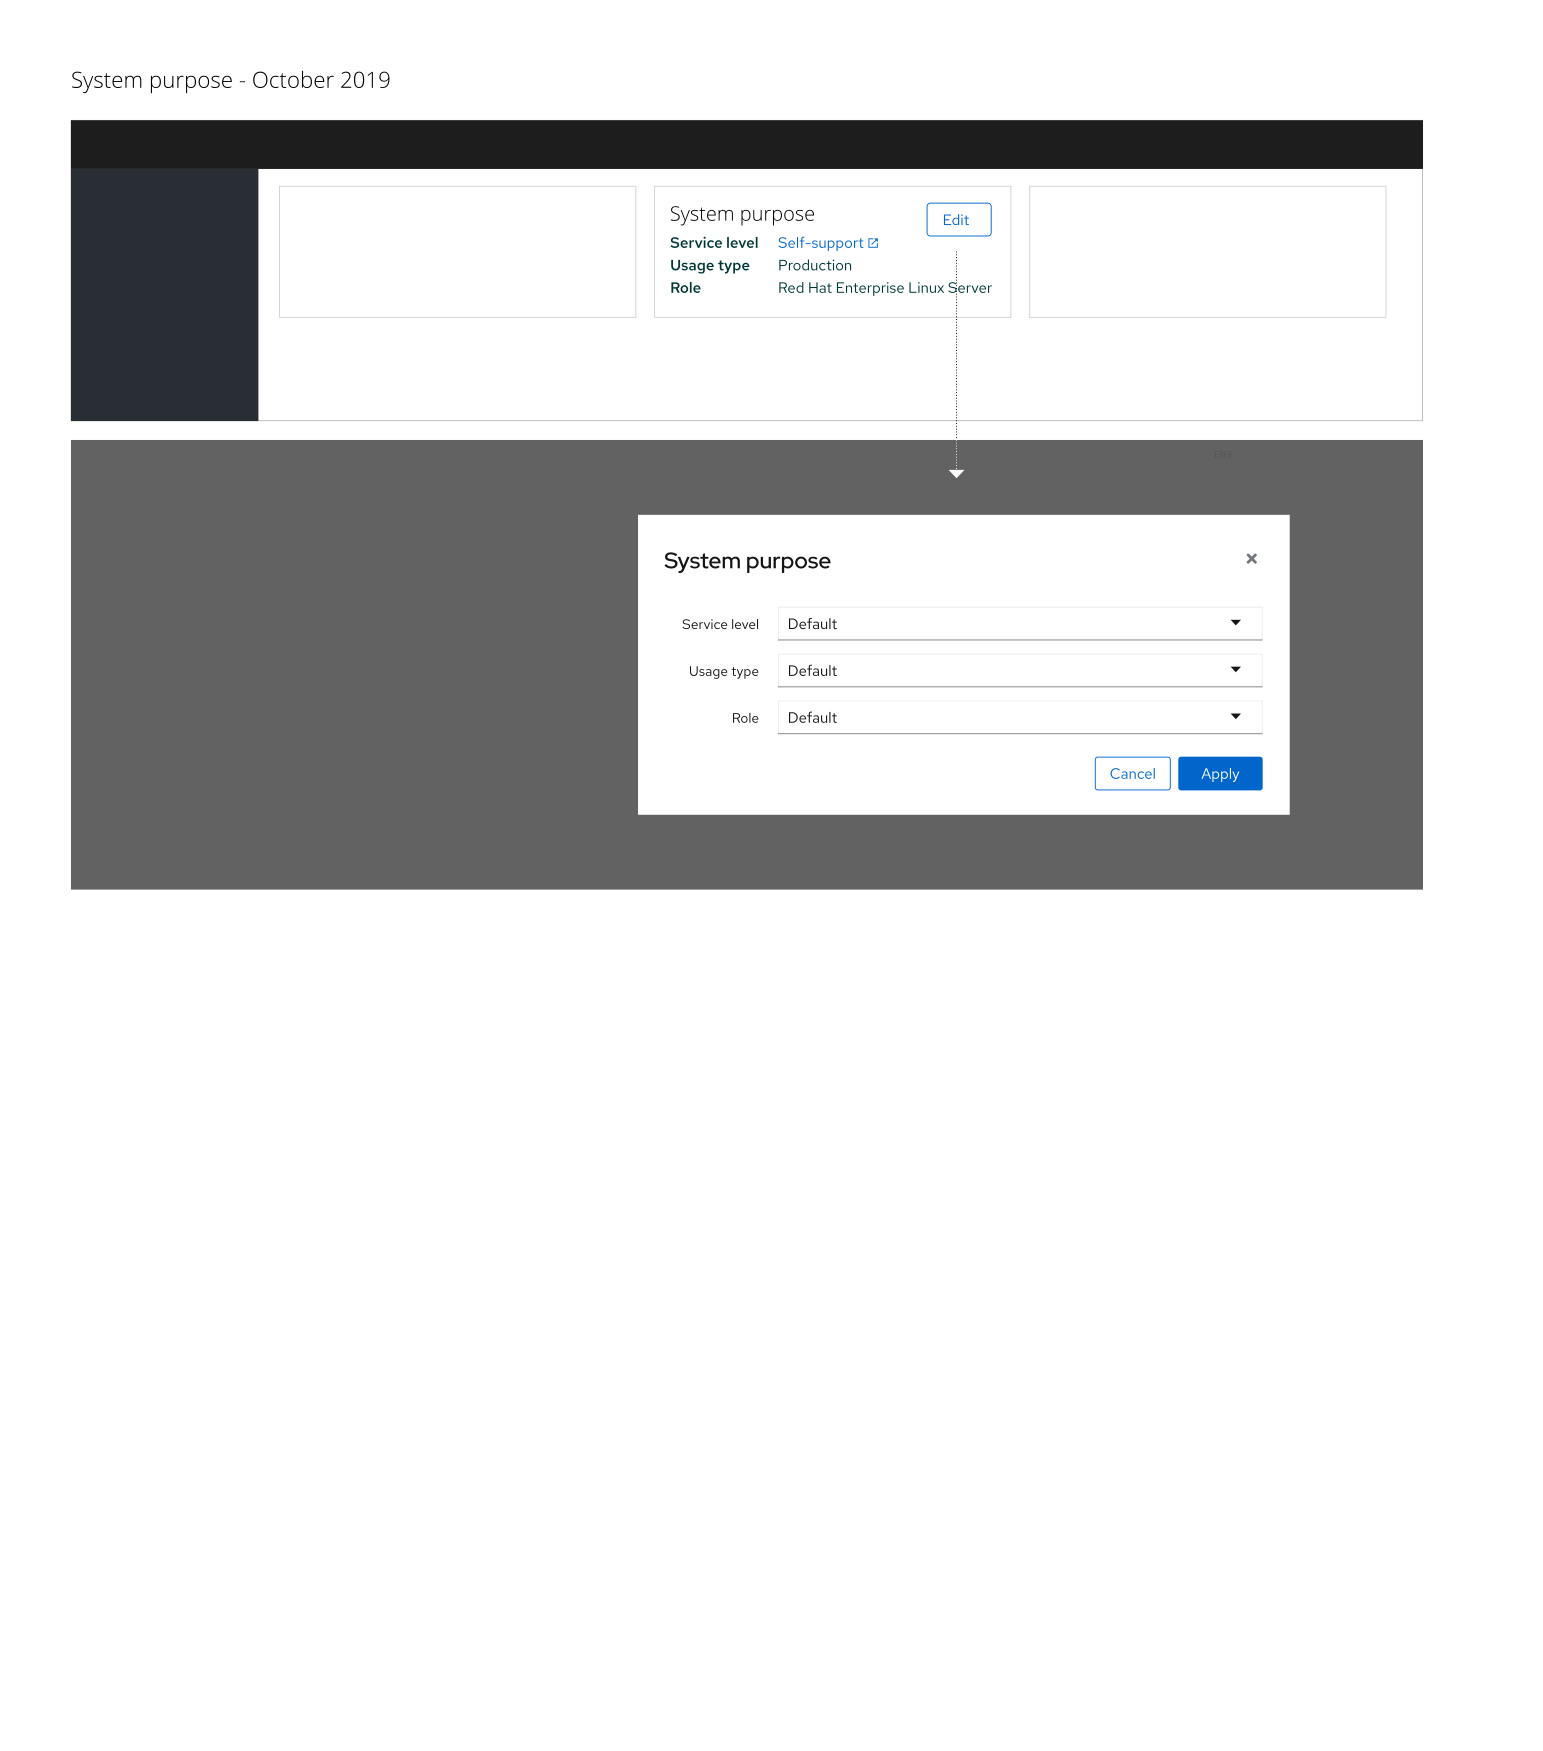 System purpose - October 2019
System purpose
Edit
Service level Self-support
Usage type Production
Role Red Hat Enterprise Linux Server
System purpose
Service level Default
Usage type Default
Role Default
Cancel Apply